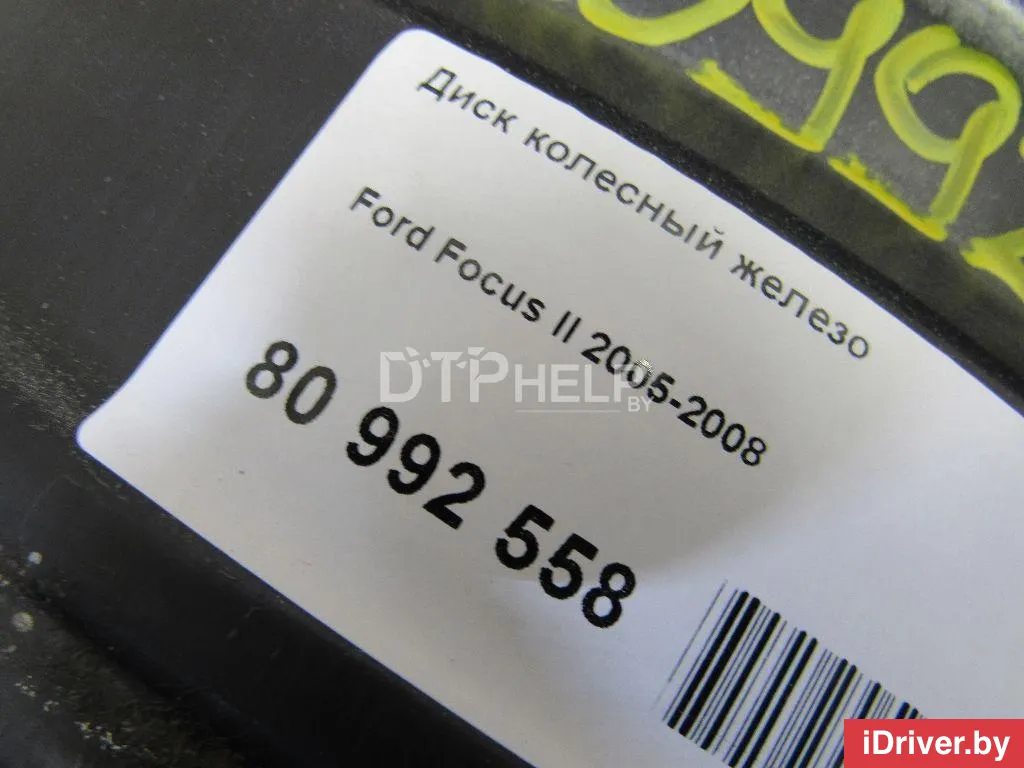 Диск колесный железо
Ford Focus II 2005-2008
80 992 558
DTPHELP
BY
iDriver.by